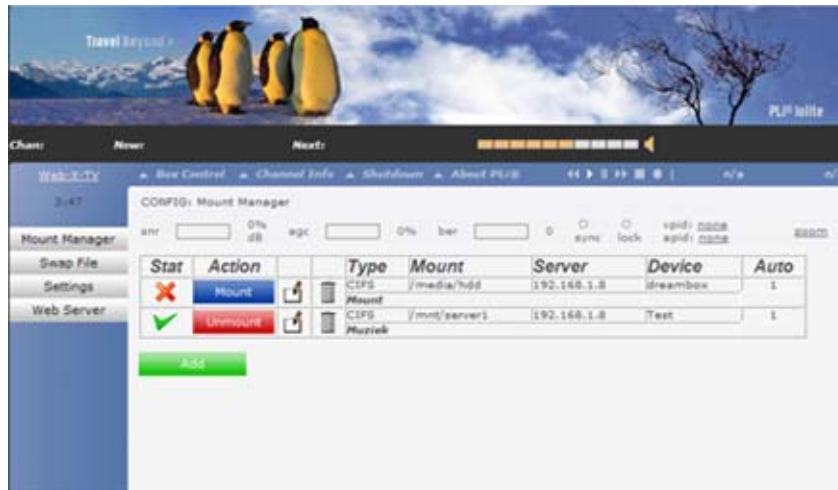 Travel Beyond >
PLi® Iolite
Chan: Now: Next:
Web-X-TV Box Control Channel Info Shutdown About PLi® n/a n/
3:47
CONFIG: Mount Manager
snr 0% dB agc 0% ber 0 sync lock vpid: none apid: none zoom
Mount Manager
Swap File
Settings
Web Server
Stat Action Type Mount Server Device Auto
Mount CIFS /media/hdd 192.168.1.8 dreambox 1
Mount
Unmount CIFS /mnt/server1 192.168.1.8 Test 1
Muziek
Add